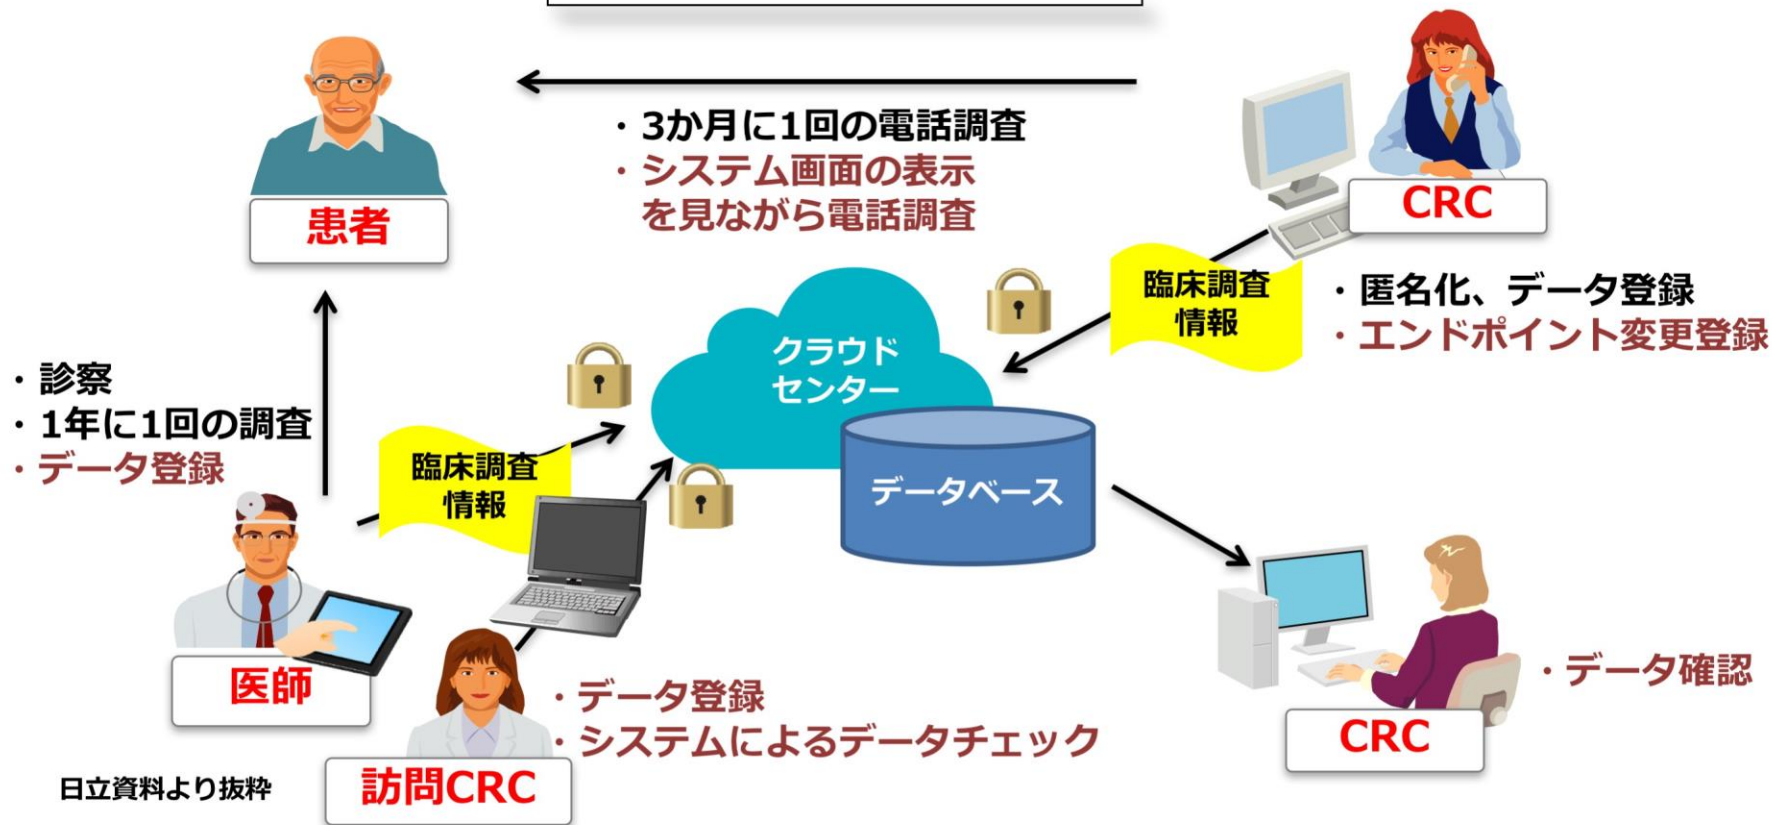 ・3か月に1回の電話調査
・システム画面の表示
を見ながら電話調査
患者
CRC
臨床調査
情報
・匿名化、データ登録
・エンドポイント変更登録
クラウド
センター
データベース
・診察
・1年に1回の調査
・データ登録
臨床調査
情報
医師
・データ登録
・システムによるデータチェック
訪問CRC
・データ確認
CRC
日立資料より抜粋